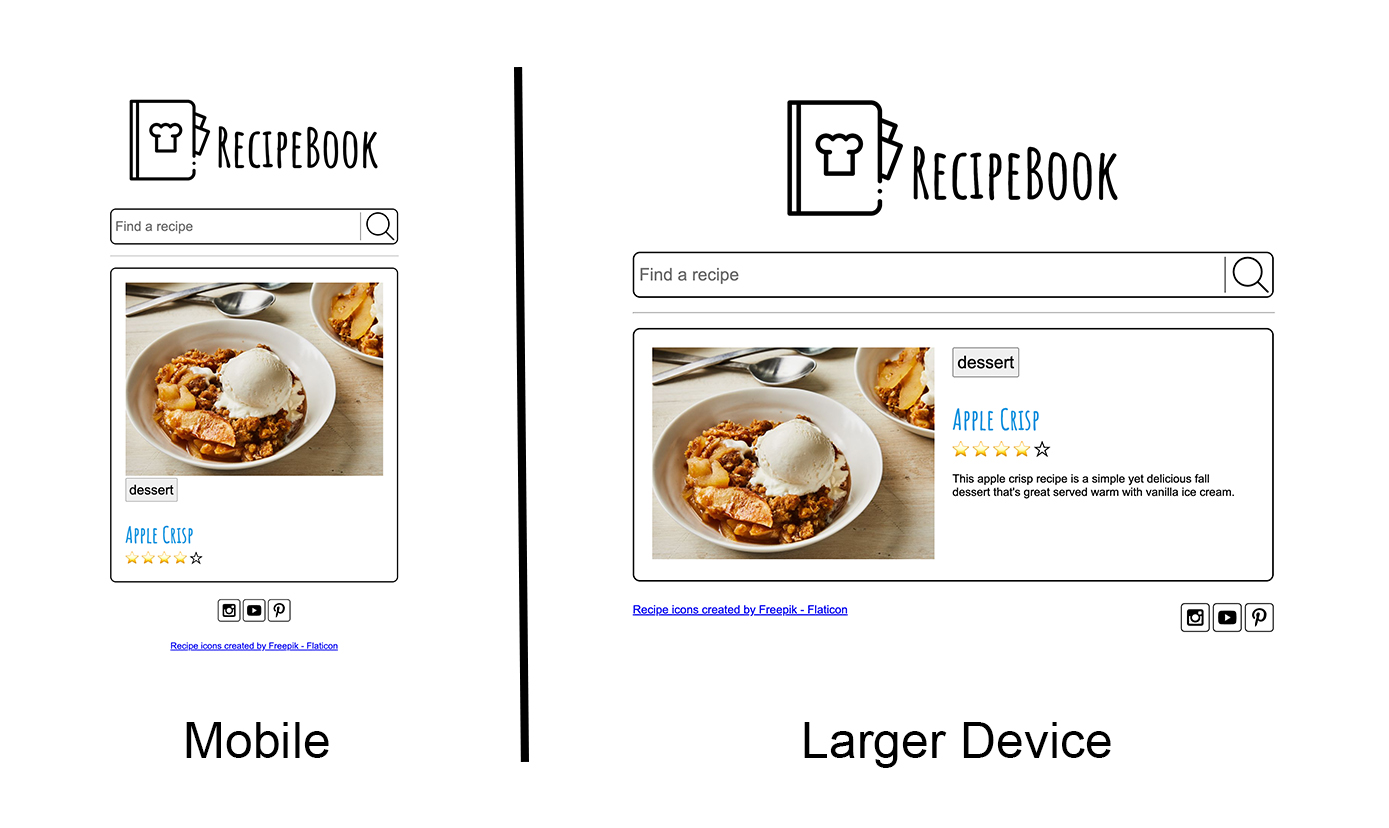 RecipeBook
Find a recipe
dessert
Apple Crisp
Recipe icons created by Freepik - Flaticon
Mobile
RecipeBook
Find a recipe
dessert
Apple Crisp
This apple crisp recipe is a simple yet delicious fall
dessert that's great served warm with vanilla ice cream.
Recipe icons created by Freepik - Flaticon
Larger Device